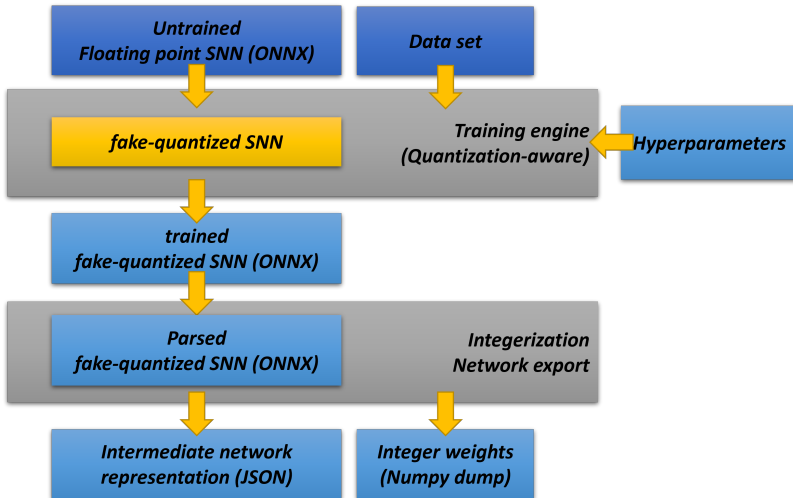 Untrained
Floating point SNN (ONNX)
Data set
fake-quantized SNN
Training engine
(Quantization-aware)
Hyperparameters
trained
fake-quantized SNN (ONNX)
Parsed
fake-quantized SNN (ONNX)
Integerization
Network export
Intermediate network
representation (JSON)
Integer weights
(Numpy dump)